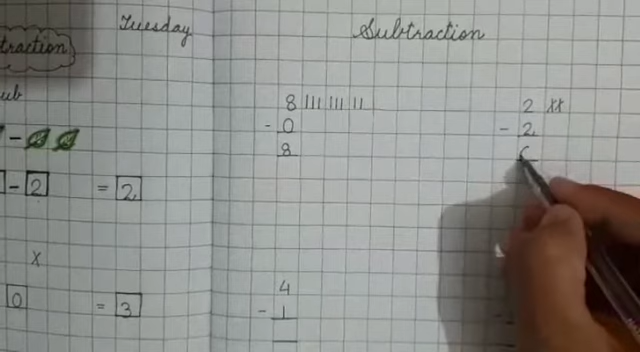 traction
Tuesday
Subtraction
ub
8 ||| ||| ||
- 0
8
2 xx
- 2
-
- 2 = 2
x
0 = 3
4
- 1